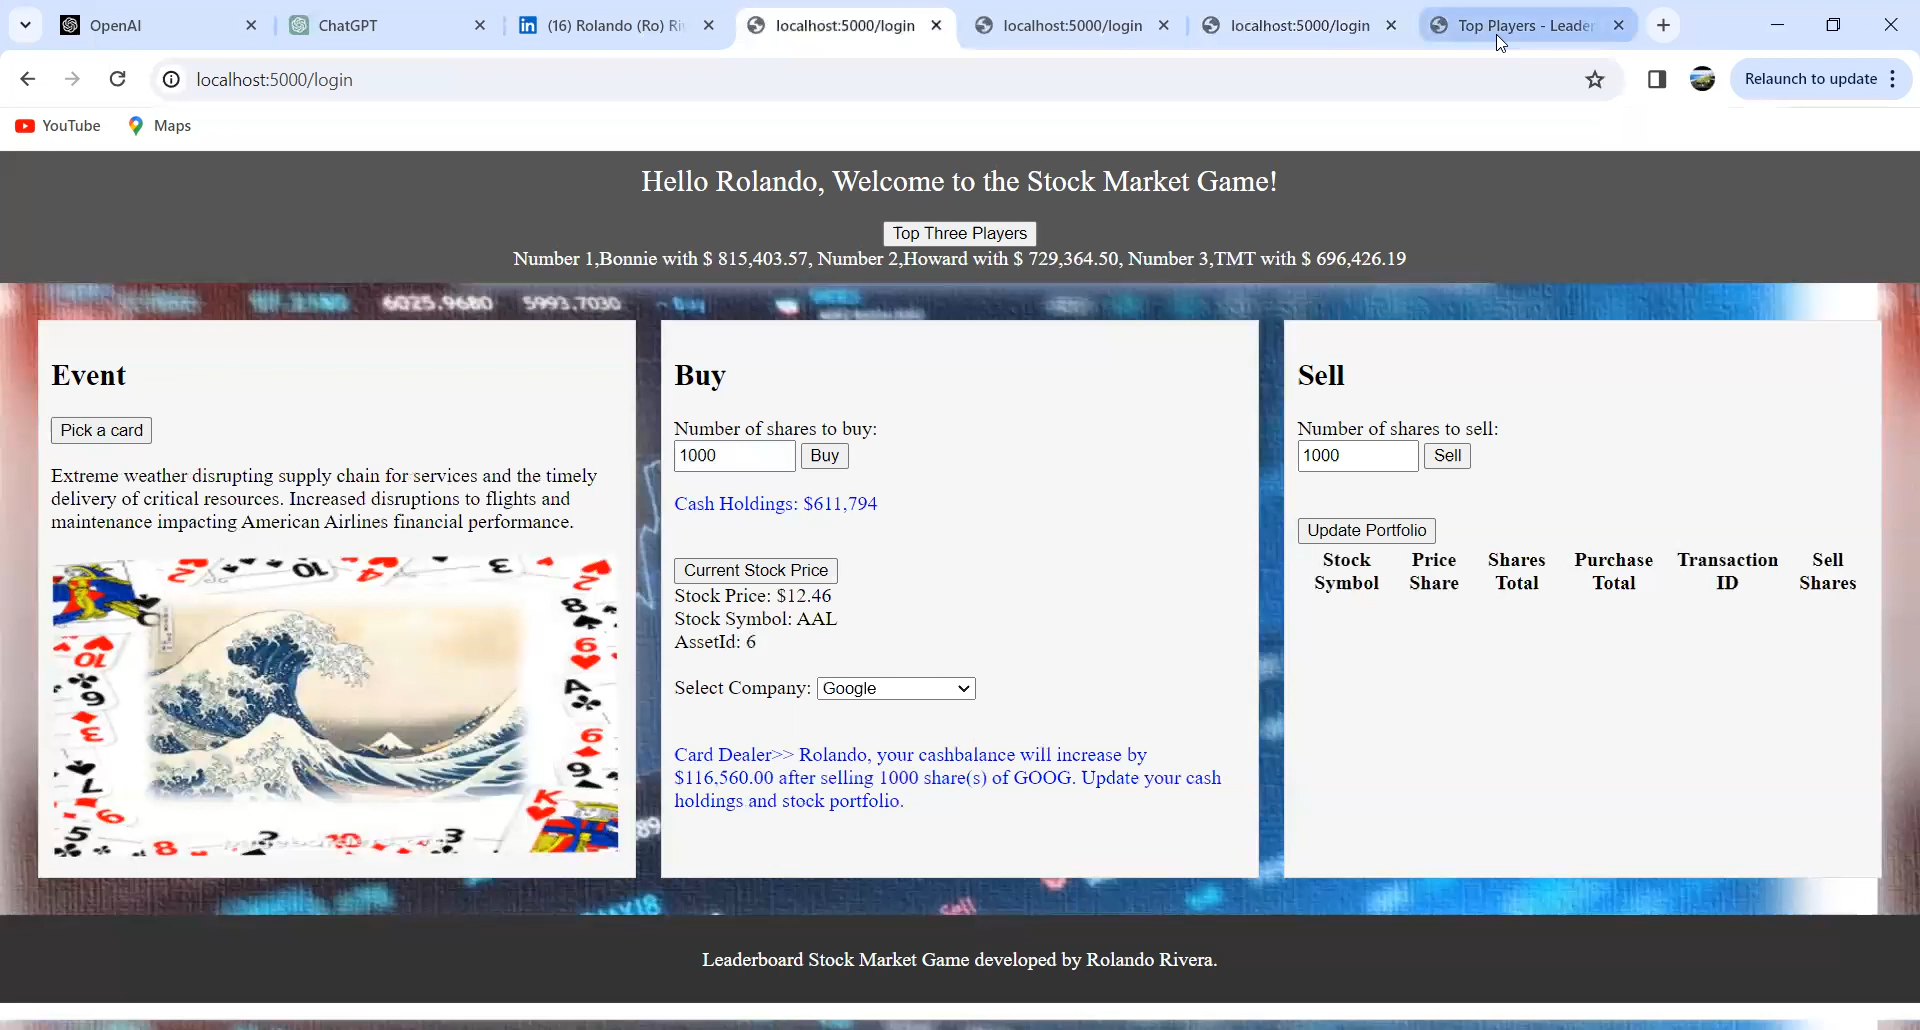 OpenAI
ChatGPT
(16) Rolando (Ro) Ri
localhost:5000/login
localhost:5000/login
localhost:5000/login
Top Players - Leader
localhost:5000/login
Relaunch to update
YouTube
Maps
Hello Rolando, Welcome to the Stock Market Game!
Top Three Players
Number 1,Bonnie with $ 815,403.57, Number 2,Howard with $ 729,364.50, Number 3,TMT with $ 696,426.19
6025.9680 5993.7030 Buy
Event
Pick a card
Extreme weather disrupting supply chain for services and the timely
delivery of critical resources. Increased disruptions to flights and
maintenance impacting American Airlines financial performance.
Buy
Number of shares to buy:
1000 Buy
Cash Holdings: $611,794
Current Stock Price
Stock Price: $12.46
Stock Symbol: AAL
AssetId: 6
Select Company: Google
Card Dealer>> Rolando, your cashbalance will increase by
$116,560.00 after selling 1000 share(s) of GOOG. Update your cash
holdings and stock portfolio.
Sell
Number of shares to sell:
1000 Sell
Update Portfolio
Stock Price Shares Purchase Transaction Sell
Symbol Share Total Total ID Shares
Leaderboard Stock Market Game developed by Rolando Rivera.